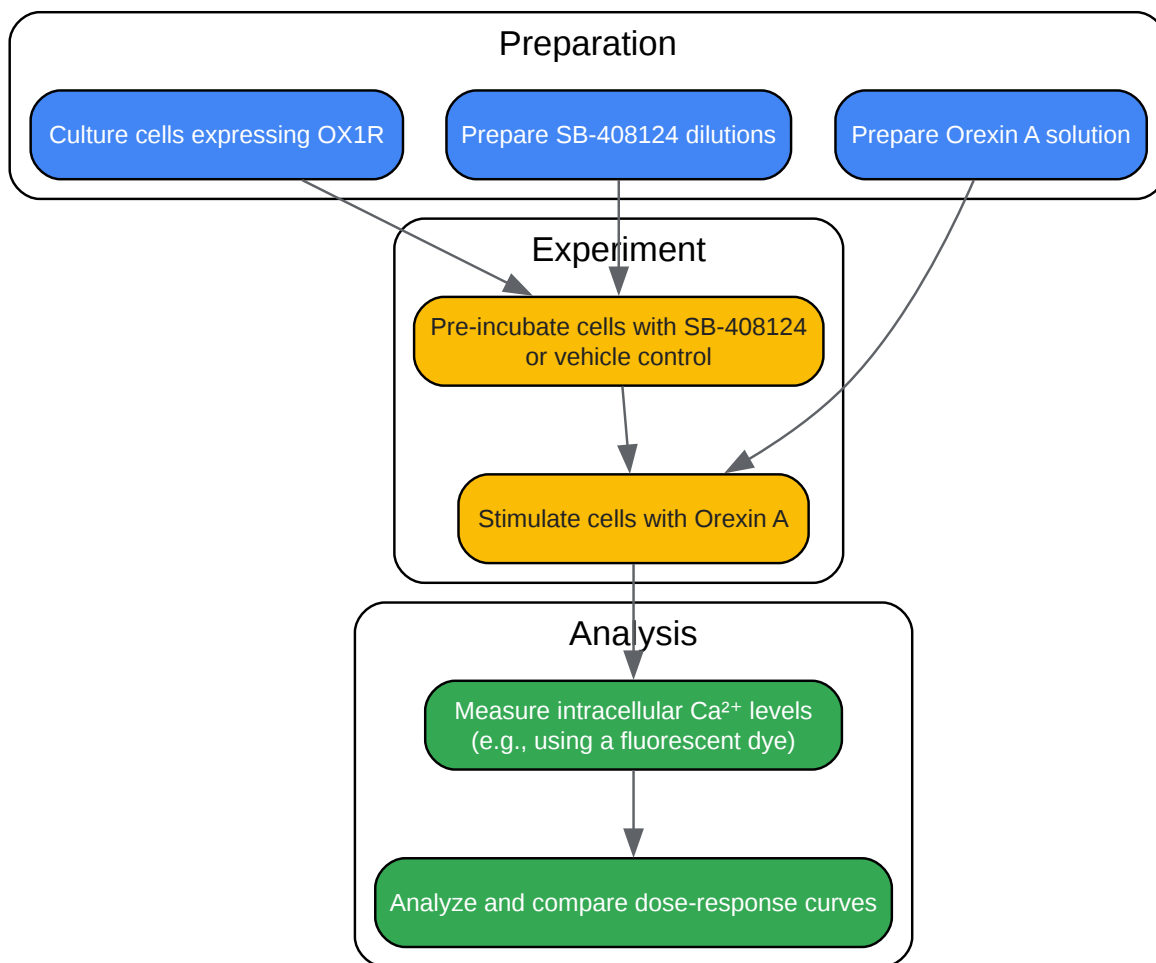 Preparation
Culture cells expressing OX1R
Prepare SB-408124 dilutions
Prepare Orexin A solution
Experiment
Pre-incubate cells with SB-408124
or vehicle control
Stimulate cells with Orexin A
Analysis
Measure intracellular Ca²⁺ levels
(e.g., using a fluorescent dye)
Analyze and compare dose-response curves